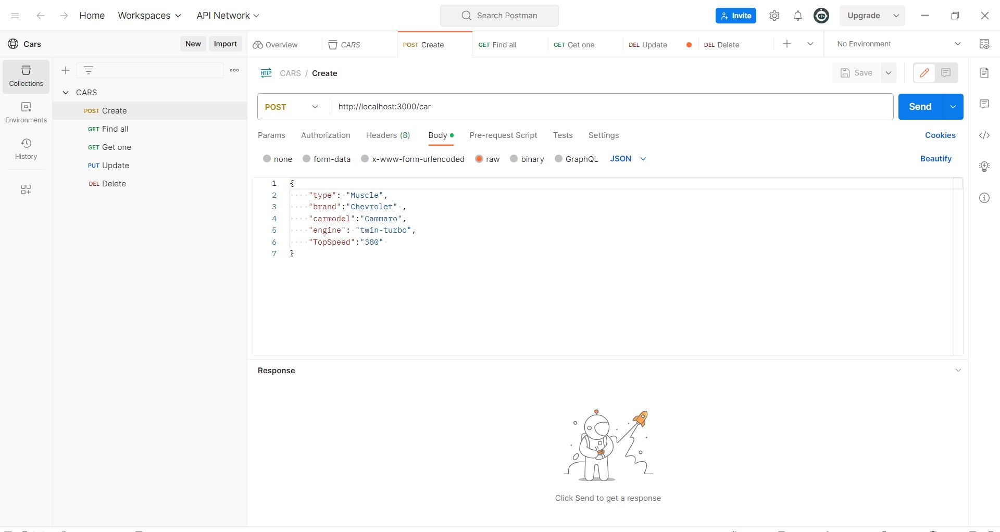 Home Workspaces API Network Search Postman Invite Upgrade
Cars New Import Overview CARS POST Create GET Find all GET Get one DEL Update DEL Delete No Environment
Collections
Environments
History
CARS
POST Create
GET Find all
GET Get one
PUT Update
DEL Delete
HTTP CARS / Create Save
POST http://localhost:3000/car Send
Params Authorization Headers (8) Body Pre-request Script Tests Settings Cookies
none form-data x-www-form-urlencoded raw binary GraphQL JSON Beautify
1 {
2 "type": "Muscle",
3 "brand":"Chevrolet" ,
4 "carmodel":"Cammaro",
5 "engine": "twin-turbo",
6 "TopSpeed":"380"
7 }
Response
Click Send to get a response